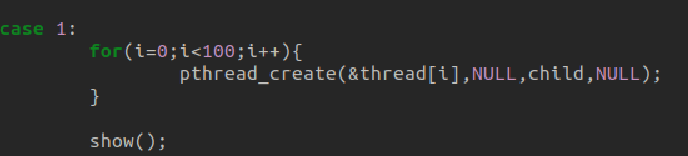 case 1:
for(i=0;i<100;i++){
pthread_create(&thread[i],NULL,child,NULL);
}
show();